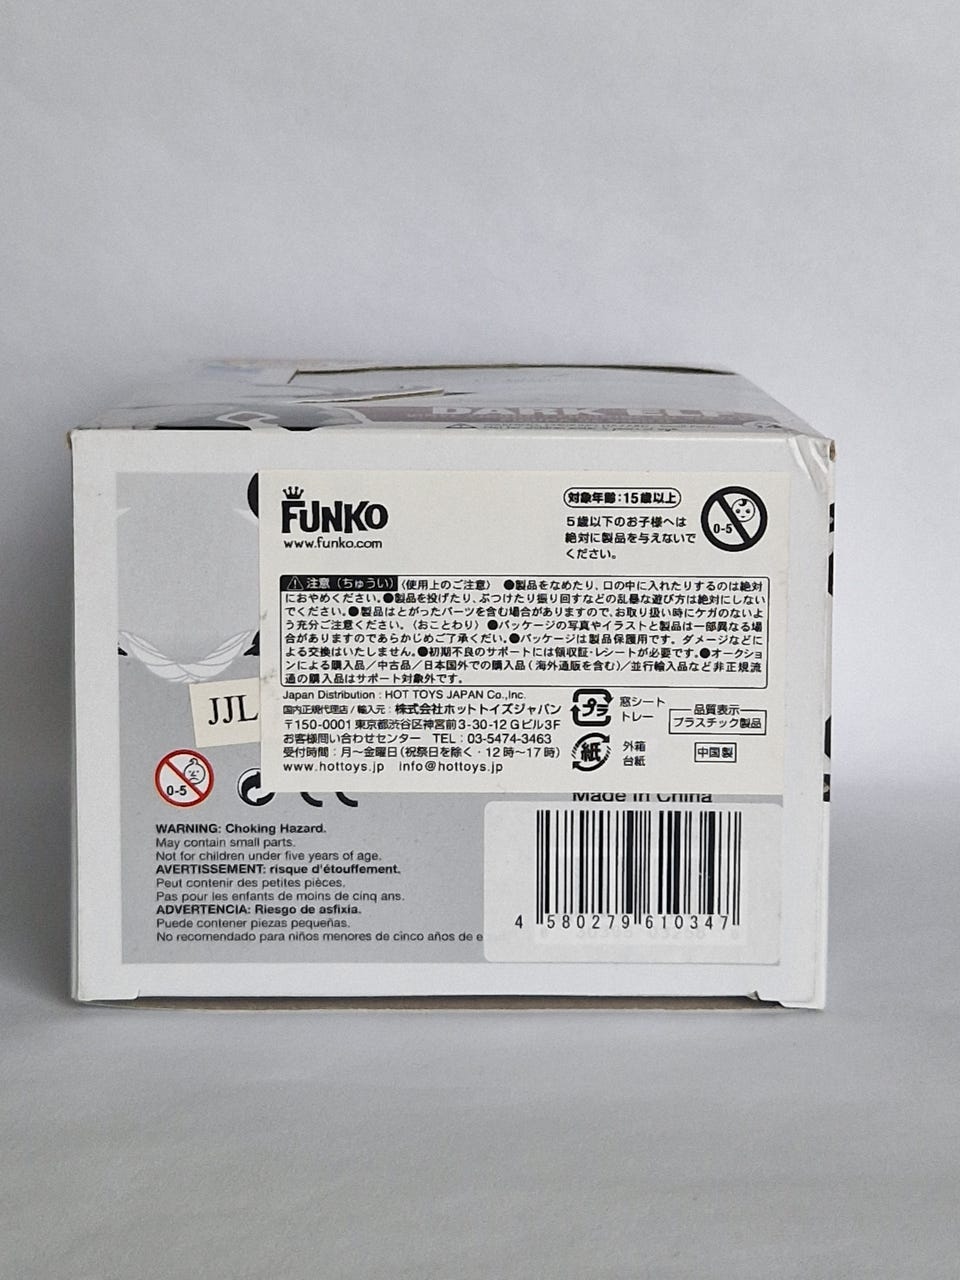 DARK ELF
FUNKO
www.funko.com
対象年齢:15歳以上
5歳以下のお子様へは
絶対に製品を与えないで
ください。
0-5
注意(ちゅうい)〈使用上のご注意〉 ●製品をなめたり、口の中に入れたりするのは絶対
におやめください。●製品を投げたり、ぶつけたり振り回すなどの乱暴な遊び方は絶対にしない
でください。●製品はとがったパーツを含む場合がありますので、お取り扱い時にケガのないよ
う充分ご注意ください。〈おことわり〉 ●パッケージの写真やイラストと製品は一部異なる場
合がありますのであらかじめご了承ください。●パッケージは製品保護用です。ダメージなどに
よる交換はいたしません。●初期不良のサポートには領収証・レシートが必要です。●オークショ
ンによる購入品/中古品/日本国外での購入品(海外通販を含む)/並行輸入品など非正規流
通の購入品はサポート対象外です。
Japan Distribution : HOT TOYS JAPAN Co.,Inc.
国内正規代理店/輸入元:株式会社ホットトイズジャパン
〒150-0001 東京都渋谷区神宮前3-30-12 Gビル3F
お客様問い合わせセンター TEL:03-5474-3463
受付時間:月〜金曜日(祝祭日を除く・12時〜17時)
www.hottoys.jp info@hottoys.jp
プラ
窓シート
トレー
紙
外箱
台紙
品質表示
プラスチック製品
中国製
JJL
0-5
Made in China
WARNING: Choking Hazard.
May contain small parts.
Not for children under five years of age.
AVERTISSEMENT: risque d'étouffement.
Peut contenir des petites pièces.
Pas pour les enfants de moins de cinq ans.
ADVERTENCIA: Riesgo de asfixia.
Puede contener piezas pequeñas.
No recomendado para niños menores de cinco años de e
4 580279 610347